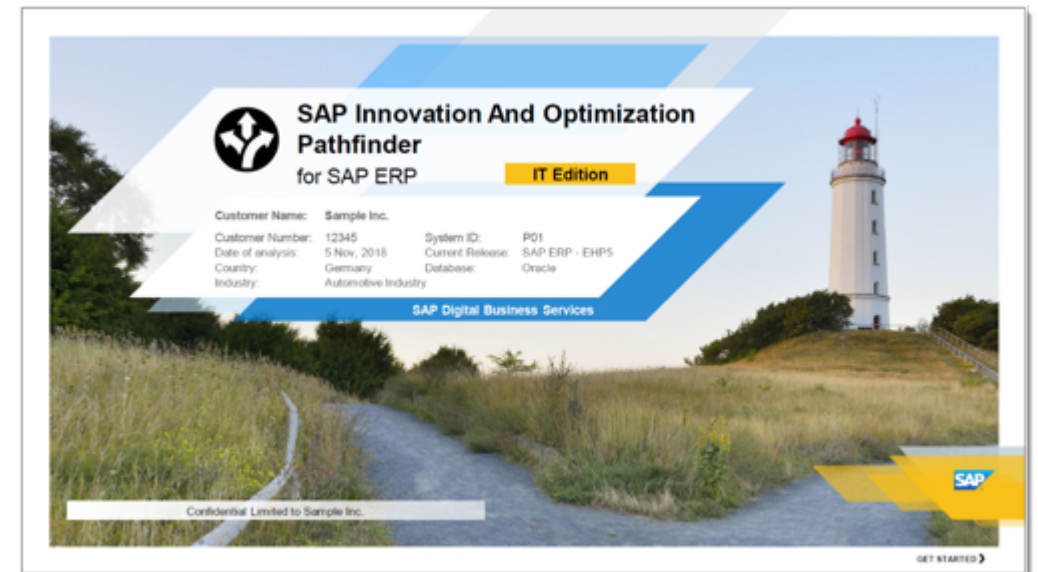 SAP Innovation And Optimization
Pathfinder
for SAP ERP
IT Edition
Customer Name: Sample Inc.
Customer Number: 12345 System ID: P01
Date of analysis: 5 Nov, 2018 Current Release: SAP ERP - EHP5
Country: Germany Database: Oracle
Industry: Automotive Industry
SAP Digital Business Services
SAP
Confidential Limited to Sample Inc.
GET STARTED